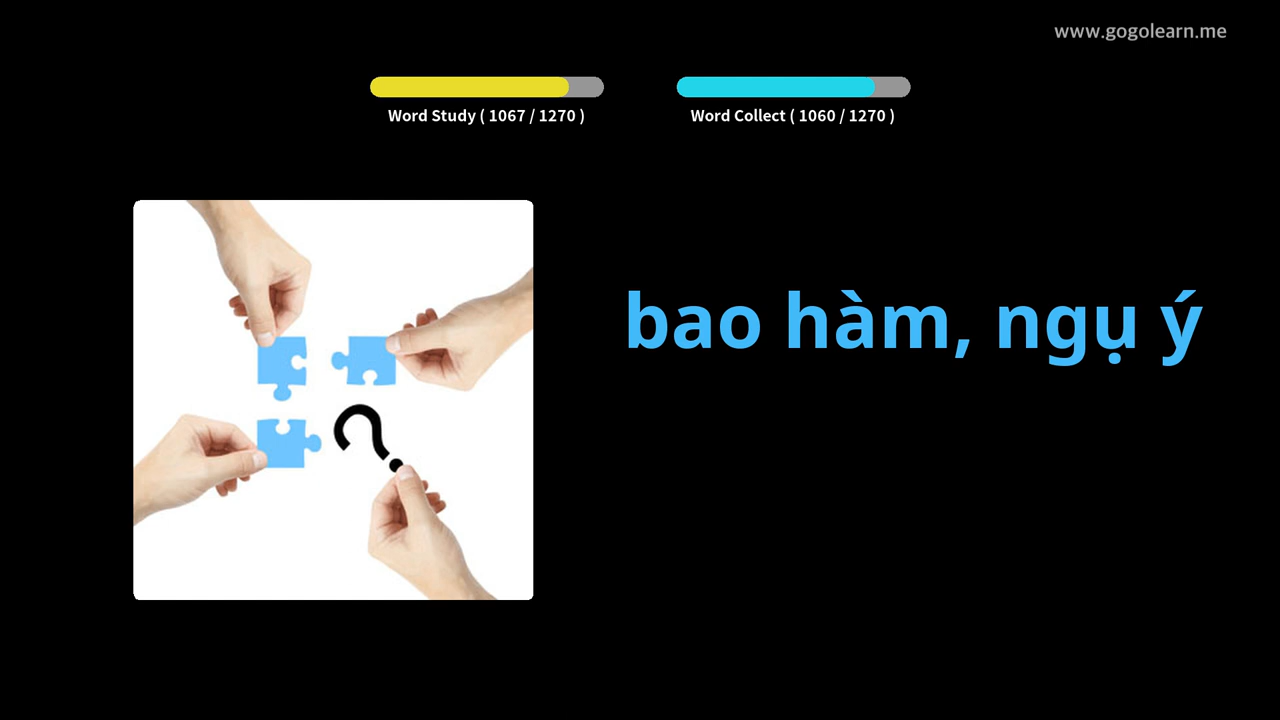 www.gogolearn.me
Word Study ( 1067 / 1270 )
Word Collect ( 1060 / 1270 )
bao hàm, ngụ ý
?